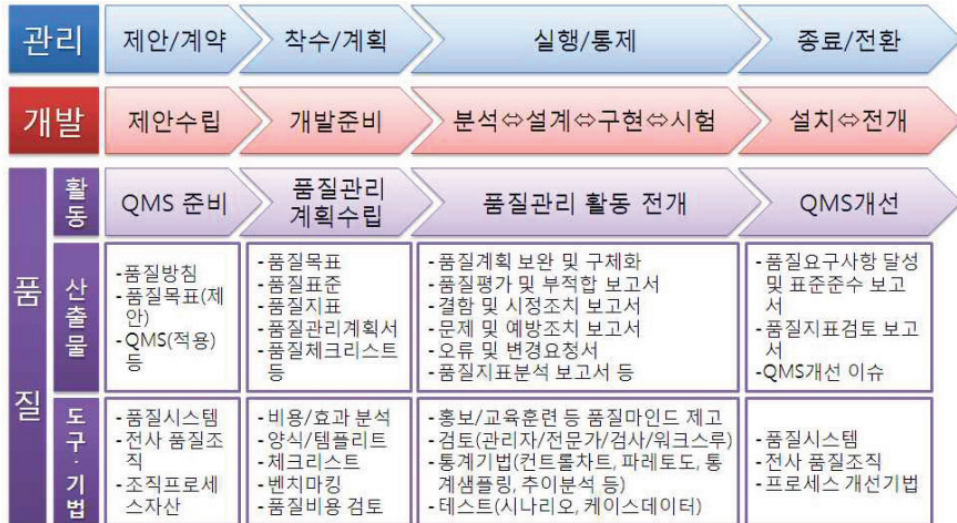 관리
제안/계약
착수/계획
실행/통제
종료/전환
개발
제안수립
개발준비
분석⇔설계⇔구현⇔시험
설치⇔전개
품질
활동
QMS 준비
품질관리
계획수립
품질관리 활동 전개
QMS개선
산출물
-품질방침
-품질목표(제
안)
-QMS(적용)
등
-품질목표
-품질표준
-품질지표
-품질관리계획서
-품질체크리스트
등
-품질계획 보완 및 구체화
-품질평가 및 부적합 보고서
-결함 및 시정조치 보고서
-문제 및 예방조치 보고서
-오류 및 변경요청서
-품질지표분석 보고서 등
-품질요구사항 달성
및 표준준수 보고
서
-품질지표검토 보고
서
-QMS개선 이슈
도구·기법
-품질시스템
-전사 품질조
직
-조직프로세
스자산
-비용/효과 분석
-양식/템플리트
-체크리스트
-벤치마킹
-품질비용 검토
-홍보/교육훈련 등 품질마인드 제고
-검토(관리자/전문가/검사/워크스루)
-통계기법(컨트롤차트, 파레토도, 통
계샘플링, 추이분석 등)
-테스트(시나리오, 케이스데이터)
-품질시스템
-전사 품질조직
-프로세스 개선기법